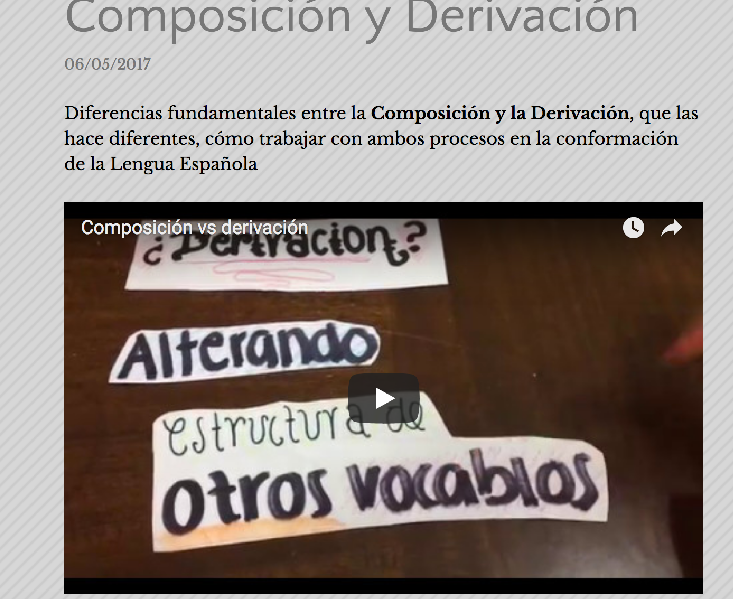 Composición y Derivación
06/05/2017
Diferencias fundamentales entre la Composición y la Derivación, que las
hace diferentes, cómo trabajar con ambos procesos en la conformación
de la Lengua Española
Composición vs derivación
¿Derivacion?
Alterando
estructura de
otros vocablos